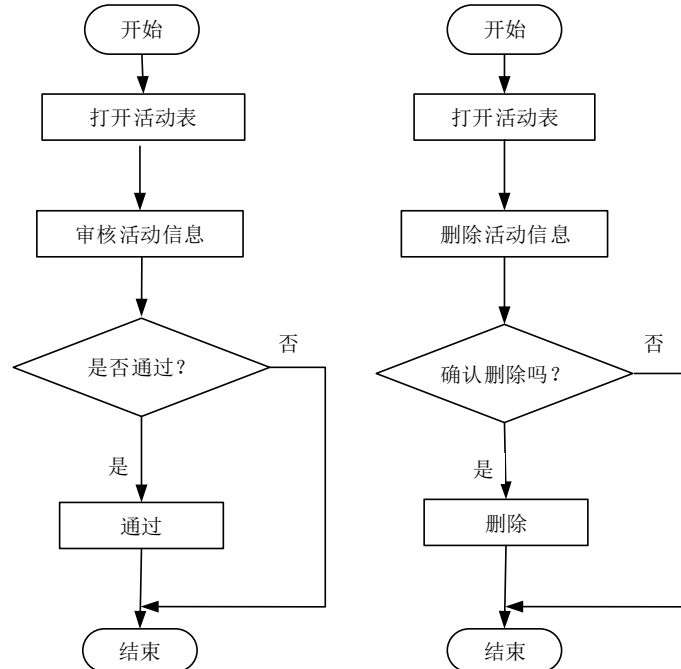 开始
打开活动表
审核活动信息
是否通过？
否
是
通过
结束
开始
打开活动表
删除活动信息
确认删除吗？
否
是
删除
结束